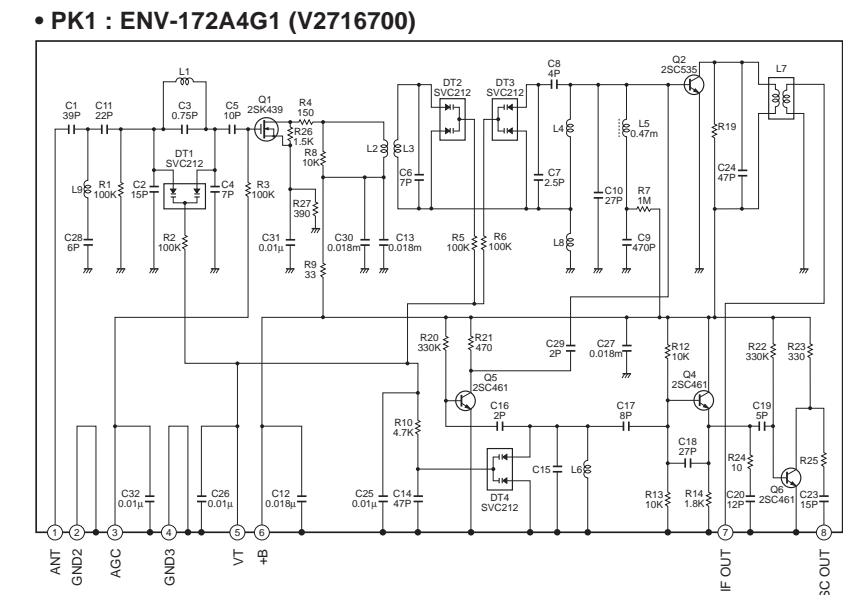 • PK1 : ENV-172A4G1 (V2716700)
L1
C1
39P
C11
22P
C3
0.75P
C5
10P
Q1
2SK439
R4
150
R26
1.5K
R8
10K
DT1
SVC212
L9
R1
100K
C2
15P
C4
7P
R3
100K
R27
390
C28
6P
R2
100K
C31
0.01µ
C30
0.018m
C13
0.018m
R9
33
L2
L3
DT2
SVC212
DT3
SVC212
C8
4P
C6
7P
C7
2.5P
L4
L5
0.47m
C10
27P
R7
1M
R5
100K
R6
100K
L8
C9
470P
Q2
2SC535
R19
C24
47P
L7
R20
330K
R21
470
C29
2P
C27
0.018m
R12
10K
R22
330K
R23
330
Q5
2SC461
Q4
2SC461
C16
2P
C17
8P
C19
5P
R10
4.7K
C18
27P
R24
10
R25
C32
0.01µ
C26
0.01µ
C12
0.018µ
C25
0.01µ
C14
47P
DT4
SVC212
C15
L6
R13
10K
R14
1.8K
C20
12P
Q6
2SC461
C23
15P
1
2
3
4
5
6
7
8
ANT
GND2
AGC
GND3
VT
+B
IF OUT
SC OUT